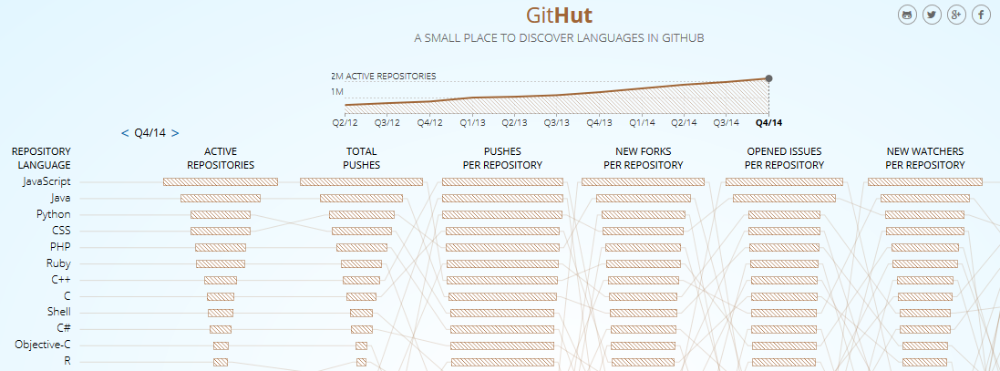 GitHut
A SMALL PLACE TO DISCOVER LANGUAGES IN GITHUB
2M ACTIVE REPOSITORIES
1M
Q2/12 Q3/12 Q4/12 Q1/13 Q2/13 Q3/13 Q4/13 Q1/14 Q2/14 Q3/14 Q4/14
< Q4/14 >
REPOSITORY LANGUAGE
ACTIVE REPOSITORIES
TOTAL PUSHES
PUSHES PER REPOSITORY
NEW FORKS PER REPOSITORY
OPENED ISSUES PER REPOSITORY
NEW WATCHERS PER REPOSITORY
JavaScript
Java
Python
CSS
PHP
Ruby
C++
C
Shell
C#
Objective-C
R